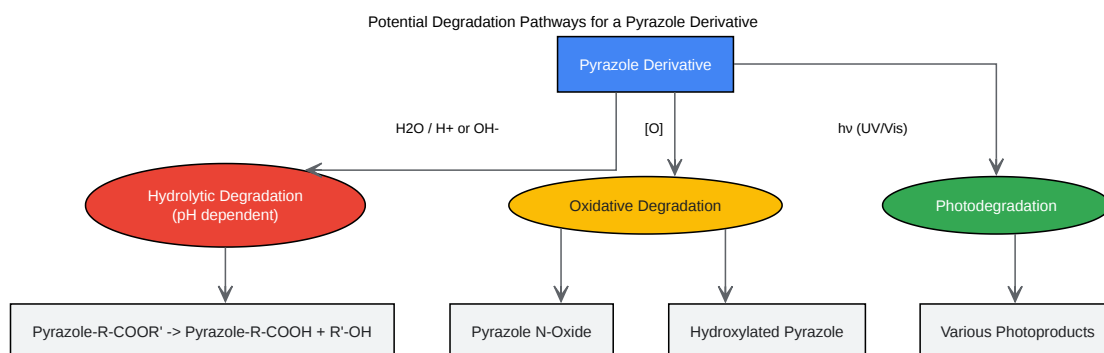 Potential Degradation Pathways for a Pyrazole Derivative
Pyrazole Derivative
H2O / H+ or OH-
[O]
hν (UV/Vis)
Hydrolytic Degradation
(pH dependent)
Oxidative Degradation
Photodegradation
Pyrazole-R-COOR' -> Pyrazole-R-COOH + R'-OH
Pyrazole N-Oxide
Hydroxylated Pyrazole
Various Photoproducts